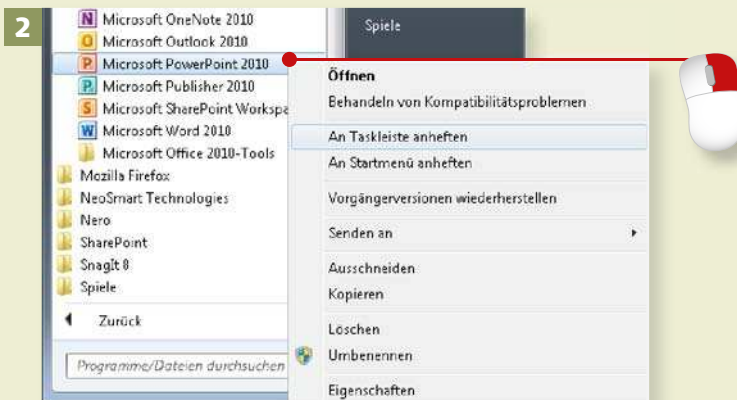 2
Microsoft OneNote 2010
Microsoft Outlook 2010
Microsoft PowerPoint 2010
Microsoft Publisher 2010
Microsoft SharePoint Workspa
Microsoft Word 2010
Microsoft Office 2010-Tools
Mozilla Firefox
NeoSmart Technologies
Nero
SharePoint
SnagIt 8
Spiele
Zurück
Programme/Dateien durchsuchen
Spiele
Öffnen
Behandeln von Kompatibilitätsproblemen
An Taskleiste anheften
An Startmenü anheften
Vorgängerversionen wiederherstellen
Senden an
Ausschneiden
Kopieren
Löschen
Umbenennen
Eigenschaften